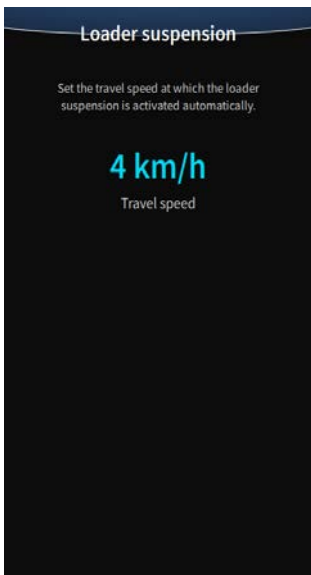 Loader suspension
Set the travel speed at which the loader
suspension is activated automatically.
4 km/h
Travel speed